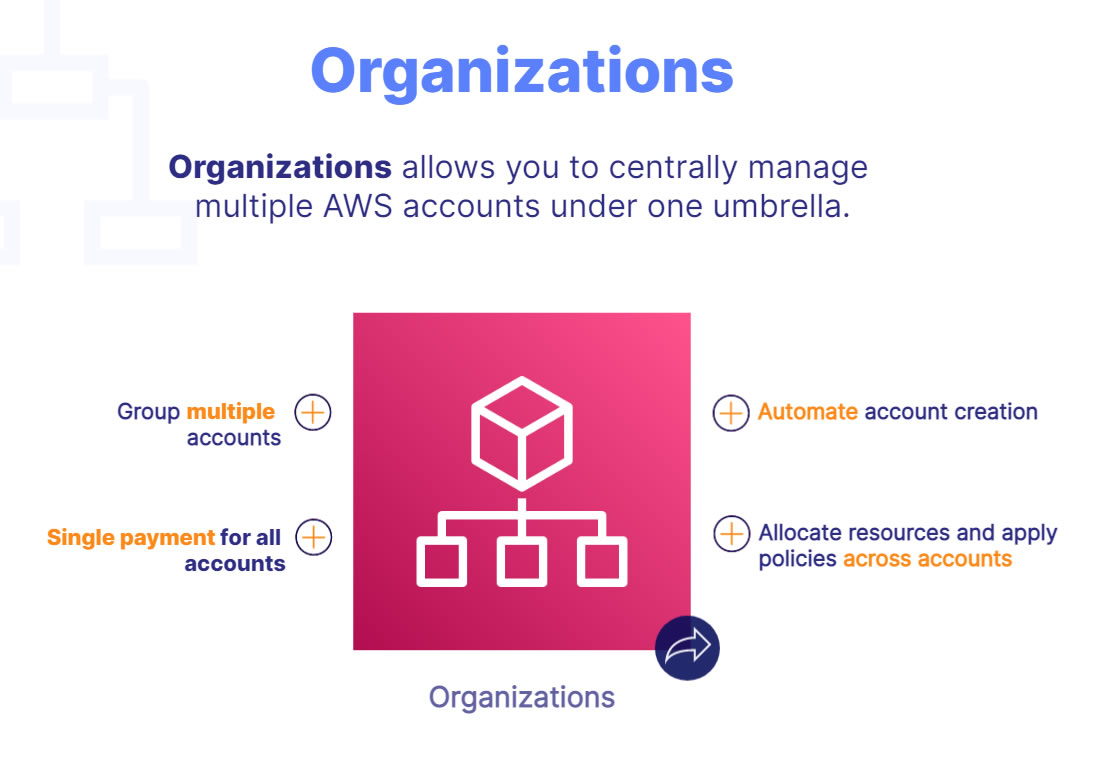 Organizations
Organizations allows you to centrally manage
multiple AWS accounts under one umbrella.
Group multiple
accounts
Single payment for all
accounts
Automate account creation
Allocate resources and apply
policies across accounts
Organizations